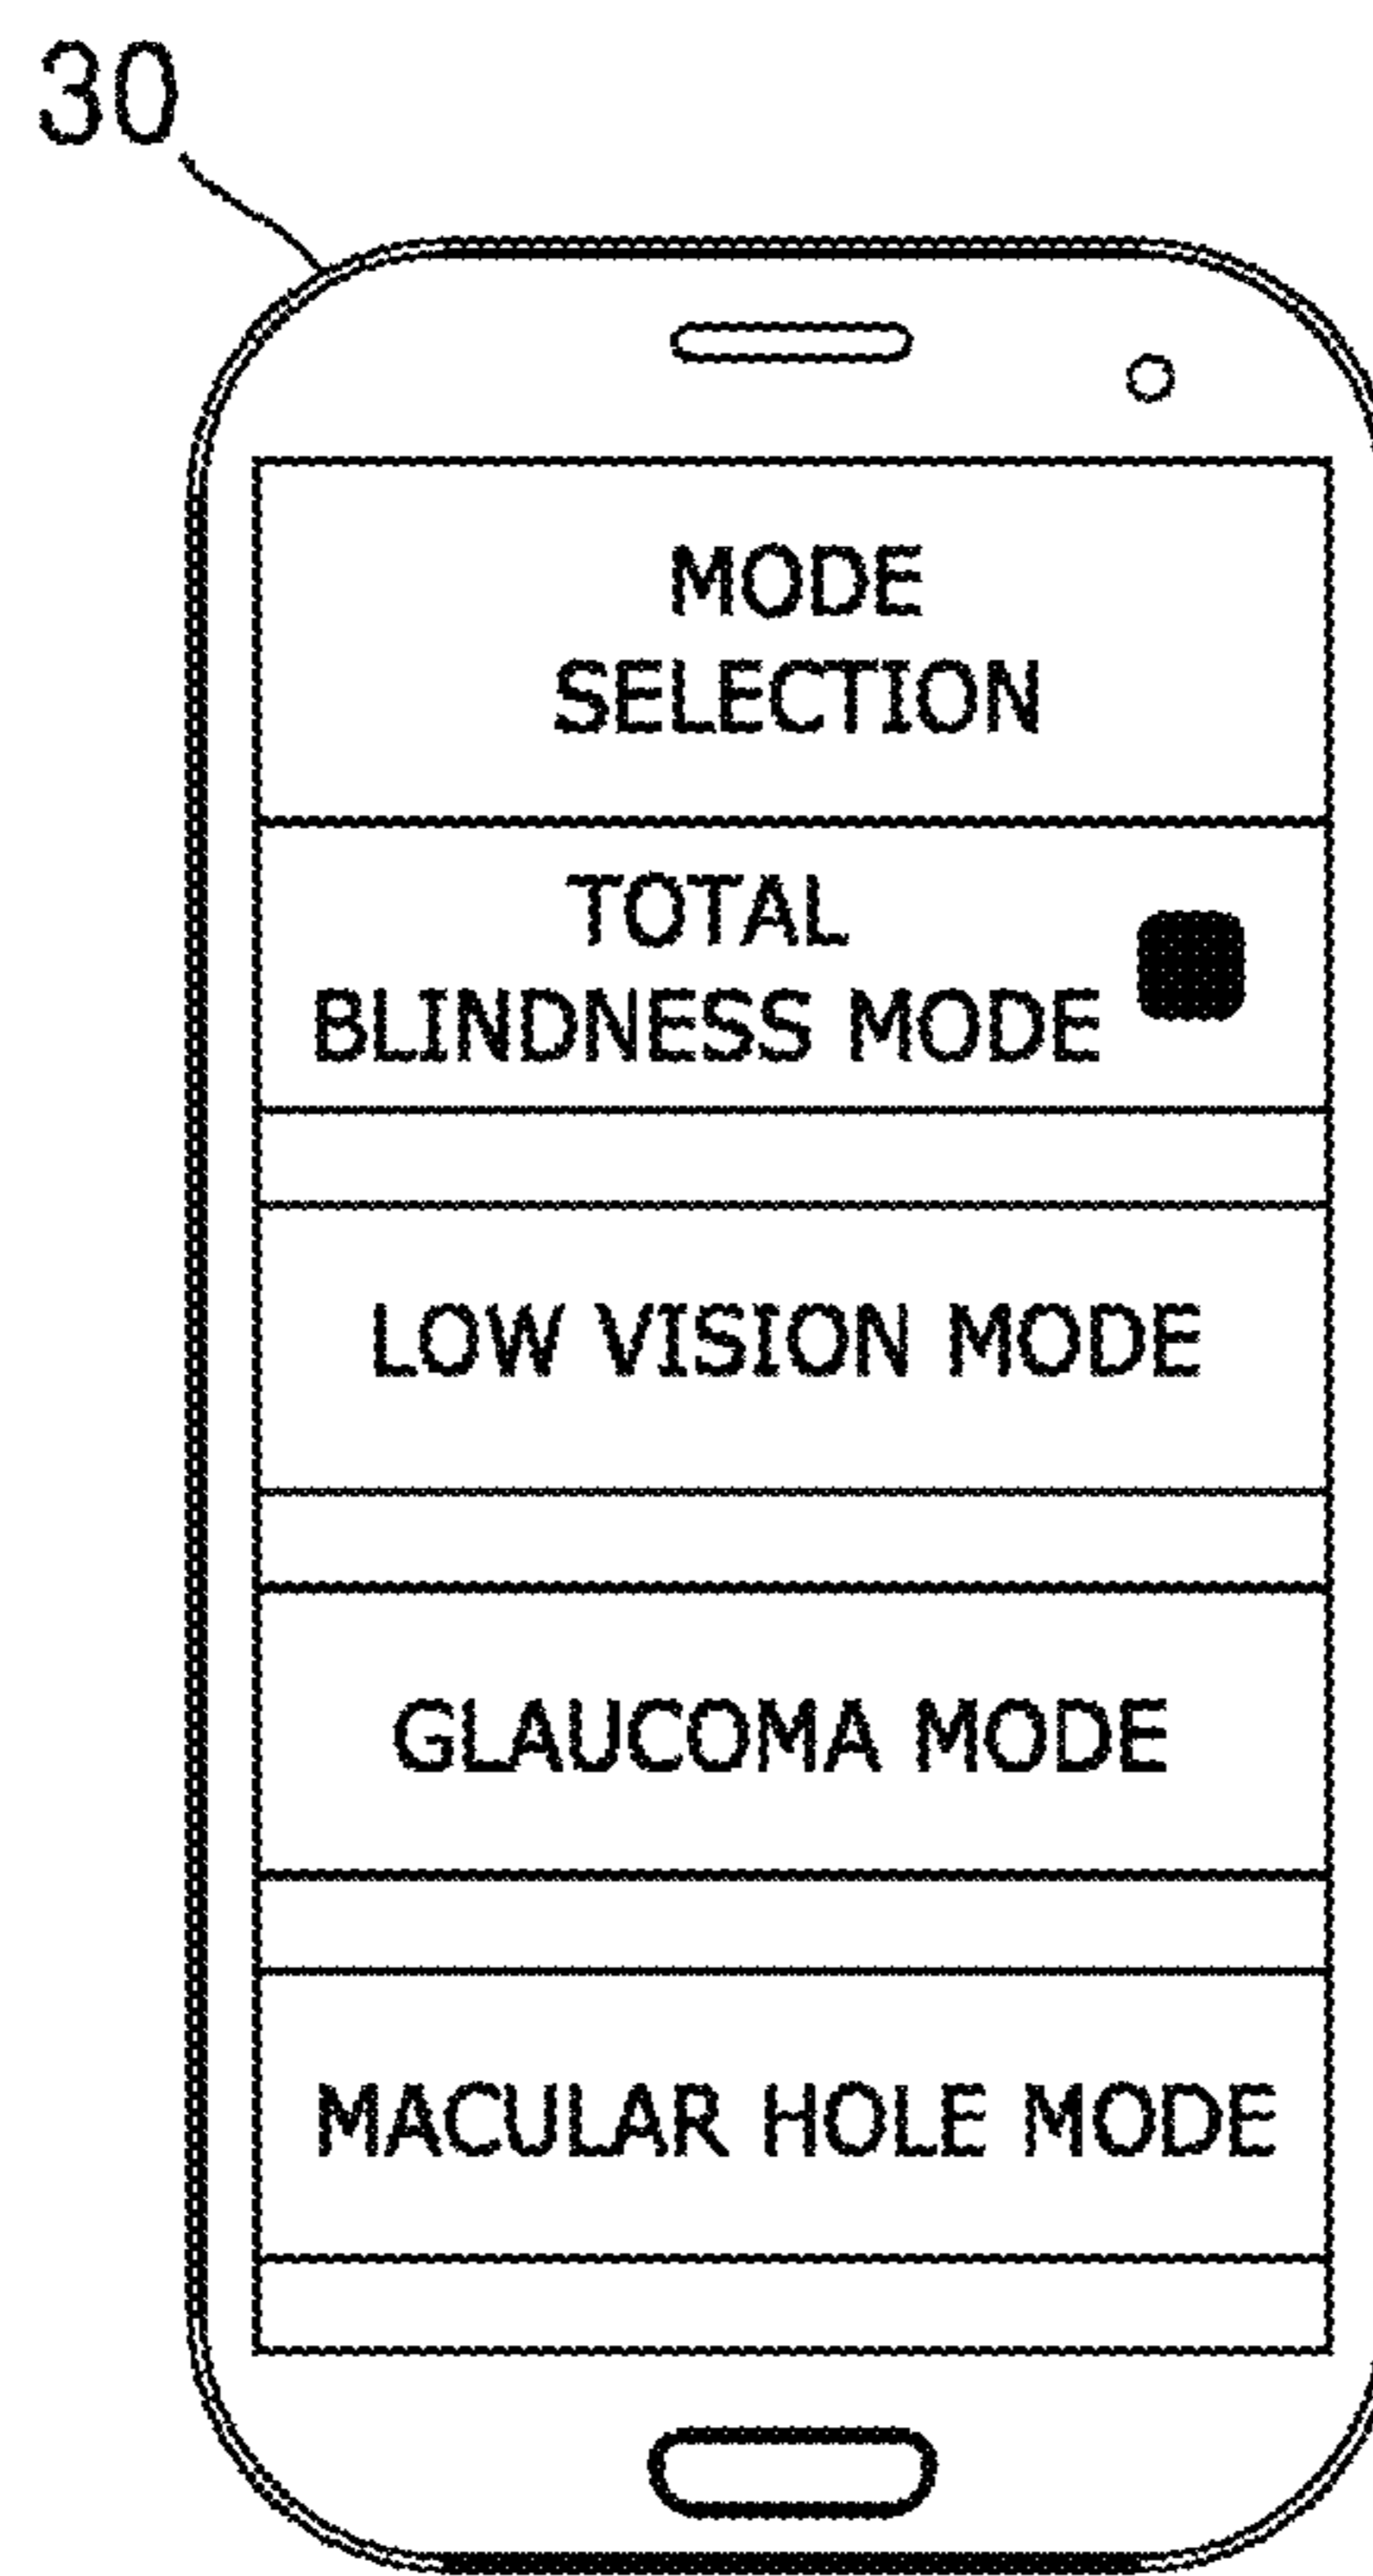 30
MODE
SELECTION
TOTAL
BLINDNESS MODE
LOW VISION MODE
GLAUCOMA MODE
MACULAR HOLE MODE